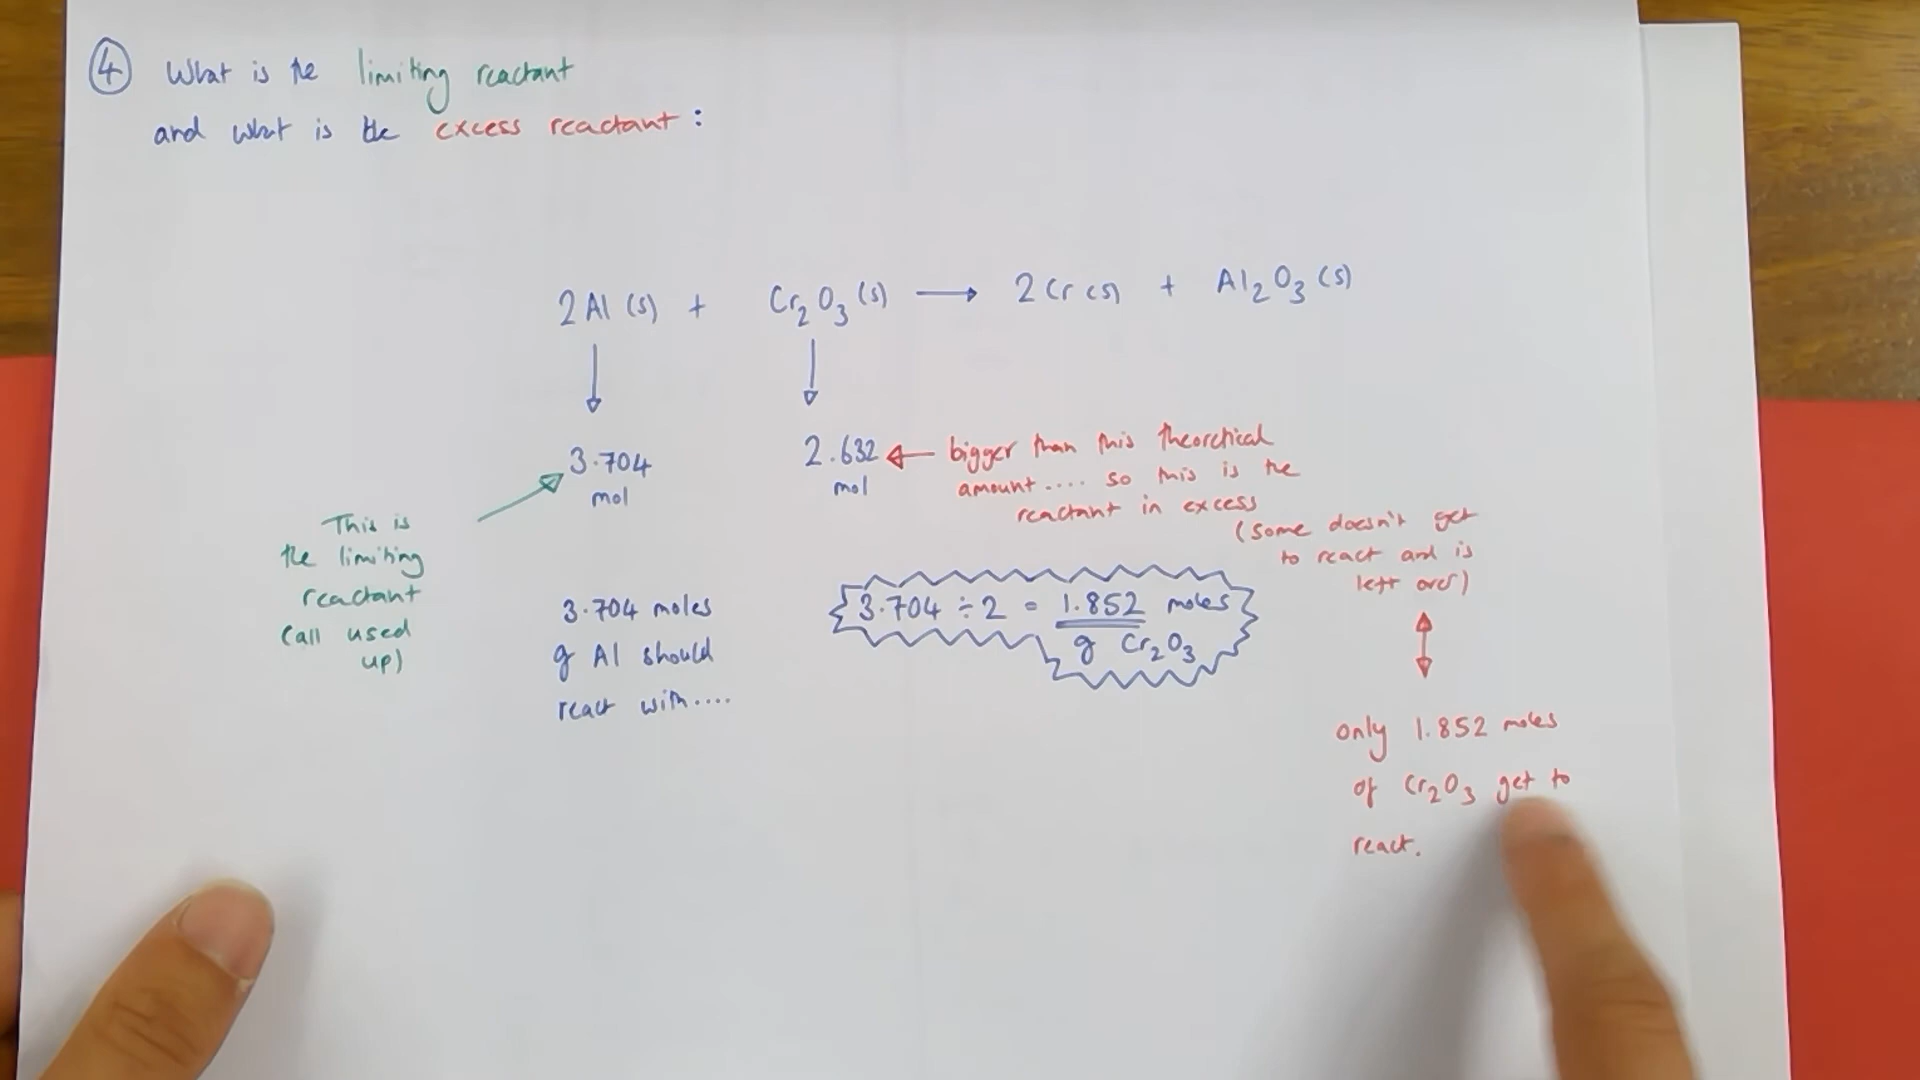 ④ What is the limiting reactant
and what is the excess reactant :
2Al (s) + Cr₂O₃ (s) → 2Cr (s) + Al₂O₃ (s)
3.704
mol
2.632
mol
← bigger than this theoretical
amount.... so this is the
reactant in excess
(some doesn't get
to react and is
left over)
This is
the limiting
reactant
(all used
up)
3.704 moles
of Al should
react with....
3.704 ÷ 2 = 1.852 moles
of Cr₂O₃
only 1.852 moles
of Cr₂O₃ get to
react.